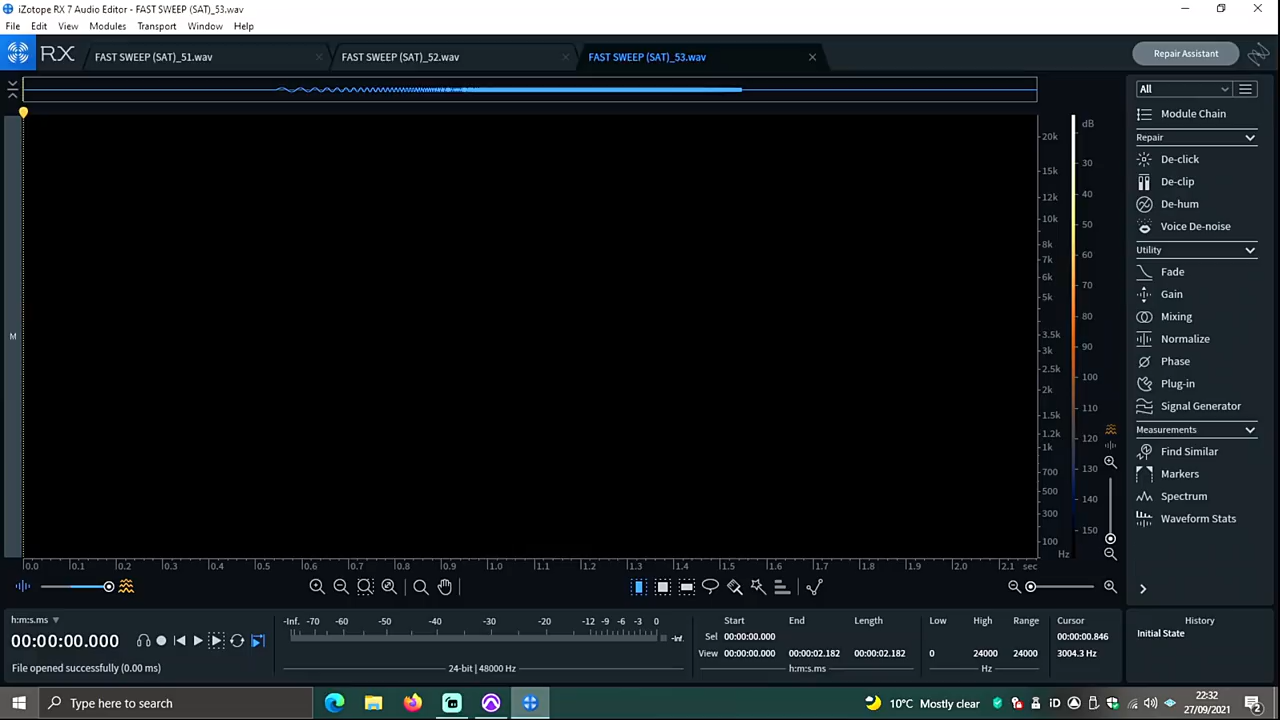 iZotope RX 7 Audio Editor - FAST SWEEP (SAT)_53.wav
File Edit View Modules Transport Window Help
RX
FAST SWEEP (SAT)_51.wav
FAST SWEEP (SAT)_52.wav
FAST SWEEP (SAT)_53.wav
Repair Assistant
All
Module Chain
Repair
De-click
De-clip
De-hum
Voice De-noise
Utility
Fade
Gain
Mixing
Normalize
Phase
Plug-in
Signal Generator
Measurements
Find Similar
Markers
Spectrum
Waveform Stats
M
20k
15k
12k
10k
8k
7k
6k
5k
3.5k
3k
2.5k
2k
1.5k
1.2k
1k
700
500
300
100
Hz
dB
30
40
50
60
70
80
90
100
110
120
130
140
150
0.0 0.1 0.2 0.3 0.4 0.5 0.6 0.7 0.8 0.9 1.0 1.1 1.2 1.3 1.4 1.5 1.6 1.7 1.8 1.9 2.0 2.1 sec
h:m:s.ms
00:00:00.000
File opened successfully (0.00 ms)
-Inf. -70 -60 -50 -40 -30 -20 -12 -9 -6 -3 0
-Inf.
24-bit | 48000 Hz
Start End Length
Sel 00:00:00.000
View 00:00:00.000 00:00:02.182 00:00:02.182
h:m:s.ms
Low High Range
0 24000 24000
Hz
Cursor
00:00:00.846
3004.3 Hz
History
Initial State
Type here to search
10°C Mostly clear
iD
22:32
27/09/2021
2